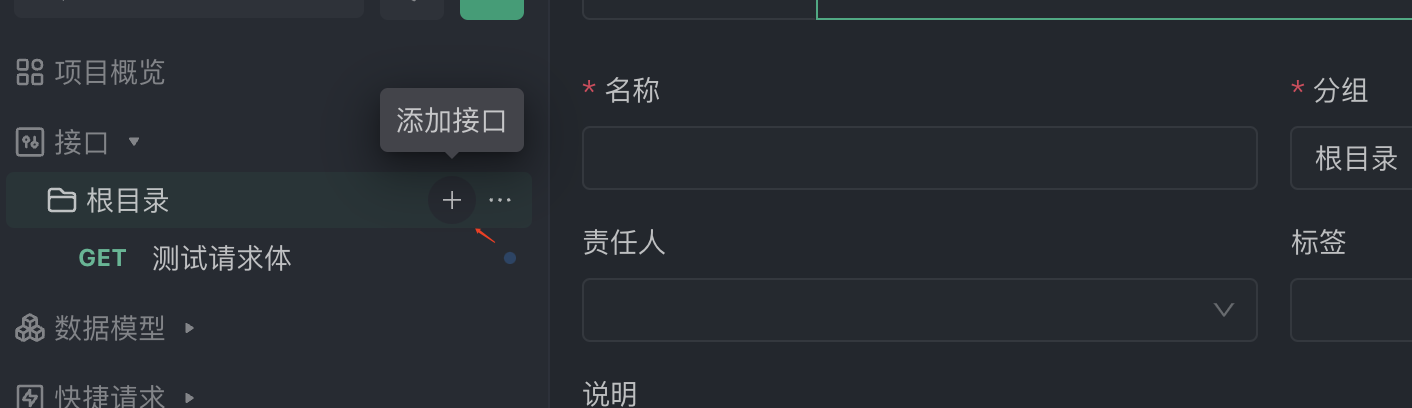 项目概览
添加接口
接口
根目录
GET 测试请求体
数据模型
快捷请求
* 名称
* 分组
根目录
责任人
标签
说明